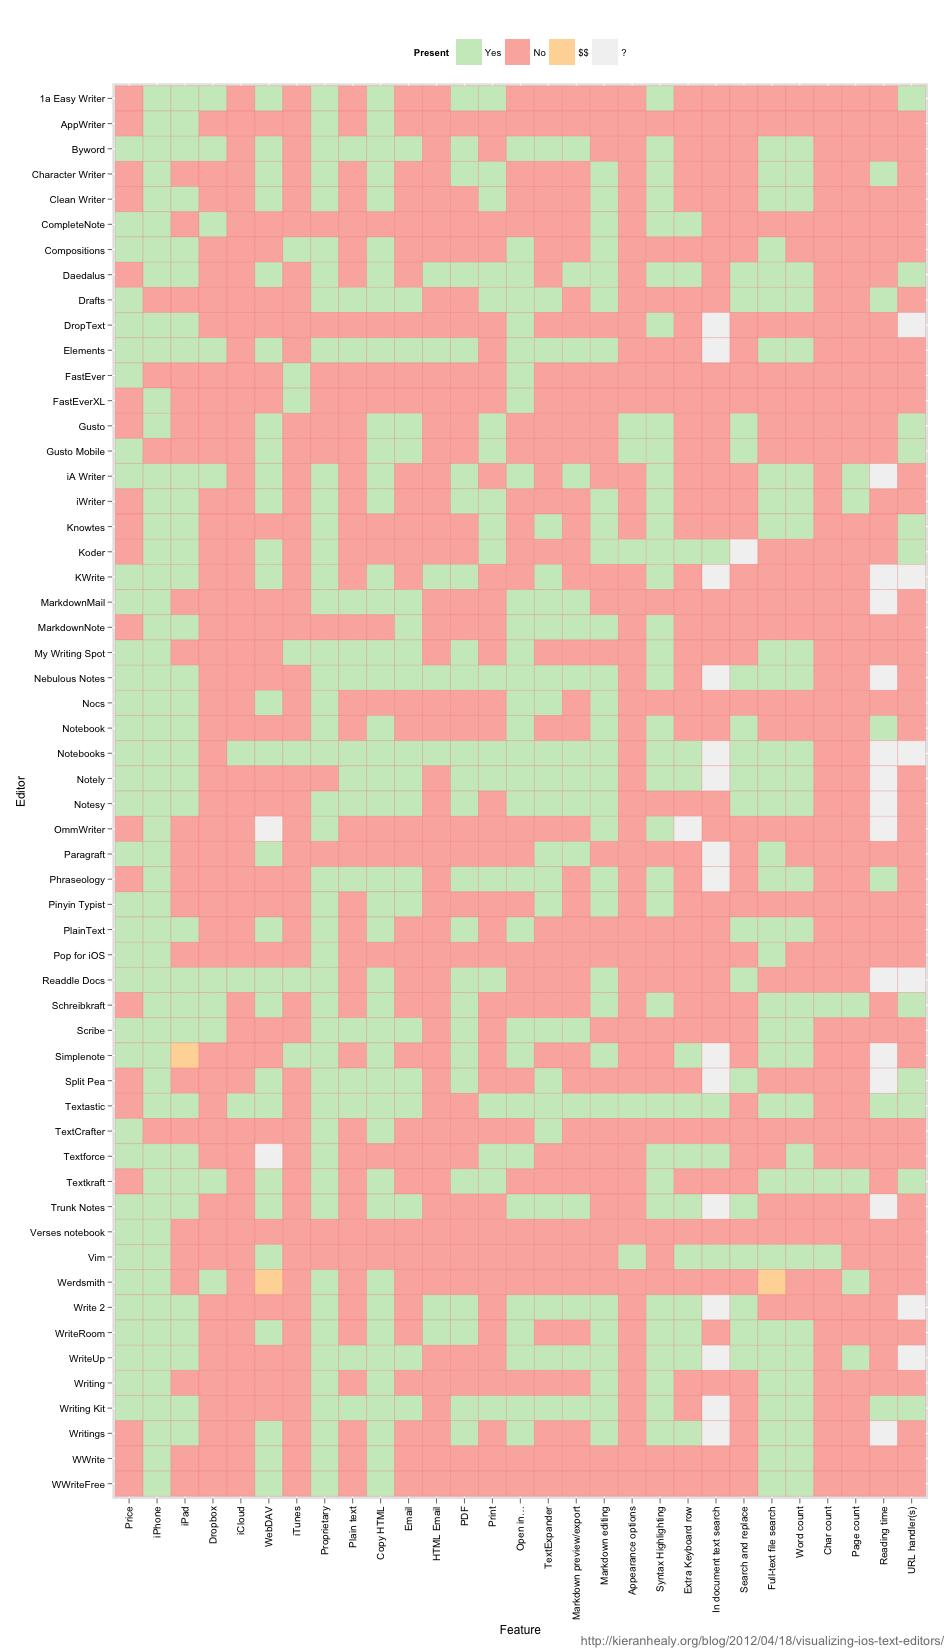 Present Yes No $$ ?
1a Easy Writer
AppWriter
Byword
Character Writer
Clean Writer
CompleteNote
Compositions
Daedalus
Drafts
DropText
Elements
FastEver
FastEverXL
Gusto
Gusto Mobile
iA Writer
iWriter
Knowtes
Koder
KWrite
MarkdownMail
MarkdownNote
My Writing Spot
Nebulous Notes
Nocs
Notebook
Notebooks
Notely
Notesy
OmmWriter
Paragraft
Phraseology
Pinyin Typist
PlainText
Pop for iOS
Readdle Docs
Schreibkraft
Scribe
Simplenote
Split Pea
Textastic
TextCrafter
Textforce
Textkraft
Trunk Notes
Verses notebook
Vim
Werdsmith
Write 2
WriteRoom
WriteUp
Writing
Writing Kit
Writings
WWrite
WWriteFree
Editor
Price
iPhone
iPad
Dropbox
iCloud
WebDAV
iTunes
Proprietary
Plain text
Copy HTML
Email
HTML Email
PDF
Print
Open in...
TextExpander
Markdown preview/export
Markdown editing
Appearance options
Syntax Highlighting
Extra Keyboard row
In document text search
Search and replace
Full-text file search
Word count
Char count
Page count
Reading time
URL handler(s)
Feature
http://kieranhealy.org/blog/2012/04/18/visualizing-ios-text-editors/